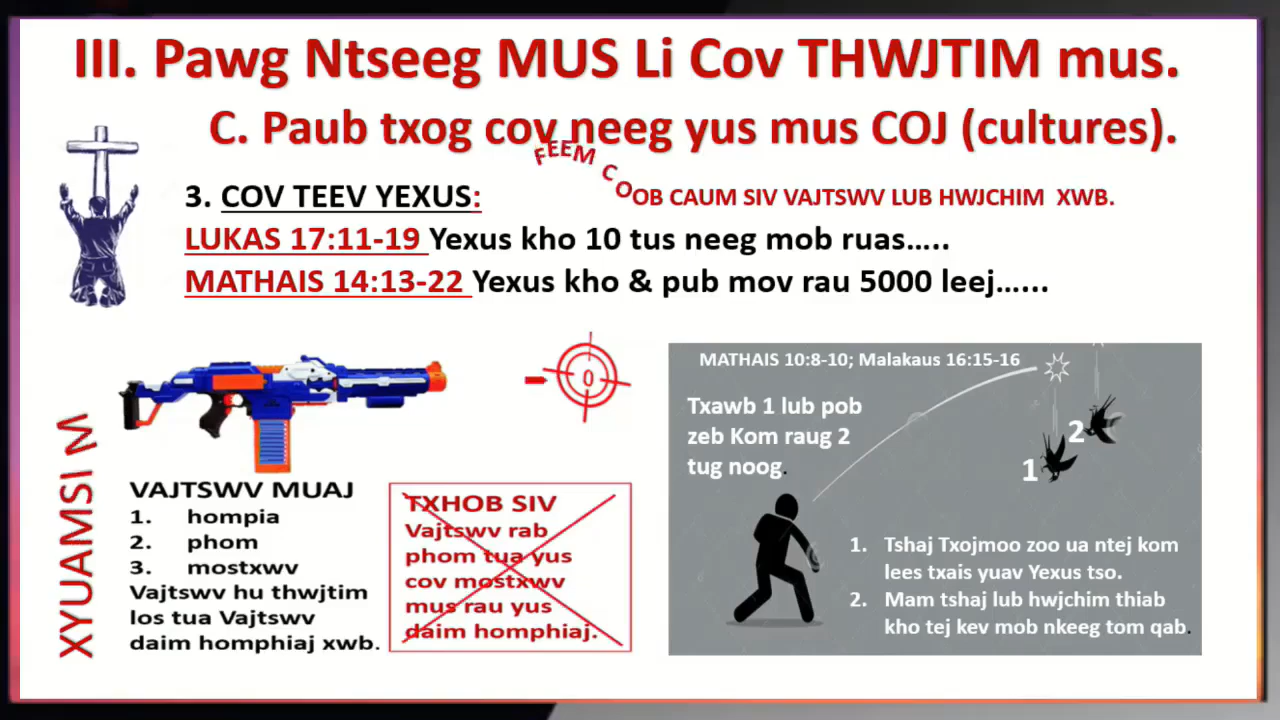 III. Pawg Ntseeg MUS Li Cov THWJTIM mus.
C. Paub txog cov neeg yus mus COJ (cultures).
3. COV TEEV YEXUS:
FEEM COOB CAUM SIV VAJTSWV LUB HWJCHIM XWB.
LUKAS 17:11-19 Yexus kho 10 tus neeg mob ruas.....
MATHAIS 14:13-22 Yexus kho & pub mov rau 5000 leej......
XYUAMSI M
0
VAJTSWV MUAJ
1. hompia
2. phom
3. mostxwv
Vajtswv hu thwjtim
los tua Vajtswv
daim homphiaj xwb.
TXHOB SIV
Vajtswv rab
phom tua yus
cov mostxwv
mus rau yus
daim homphiaj.
MATHAIS 10:8-10; Malakaus 16:15-16
Txawb 1 lub pob
zeb Kom raug 2
tug noog.
1
2
1. Tshaj Txojmoo zoo ua ntej kom
lees txais yuav Yexus tso.
2. Mam tshaj lub hwjchim thiab
kho tej kev mob nkeeg tom qab.